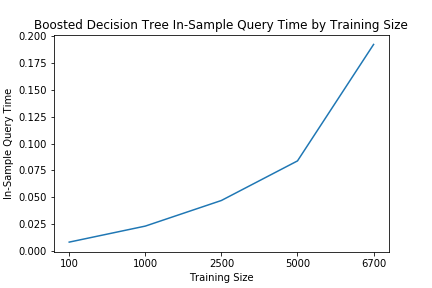 Boosted Decision Tree In-Sample Query Time by Training Size
In-Sample Query Time
0.200
0.175
0.150
0.125
0.100
0.075
0.050
0.025
0.000
100 1000 2500 5000 6700
Training Size